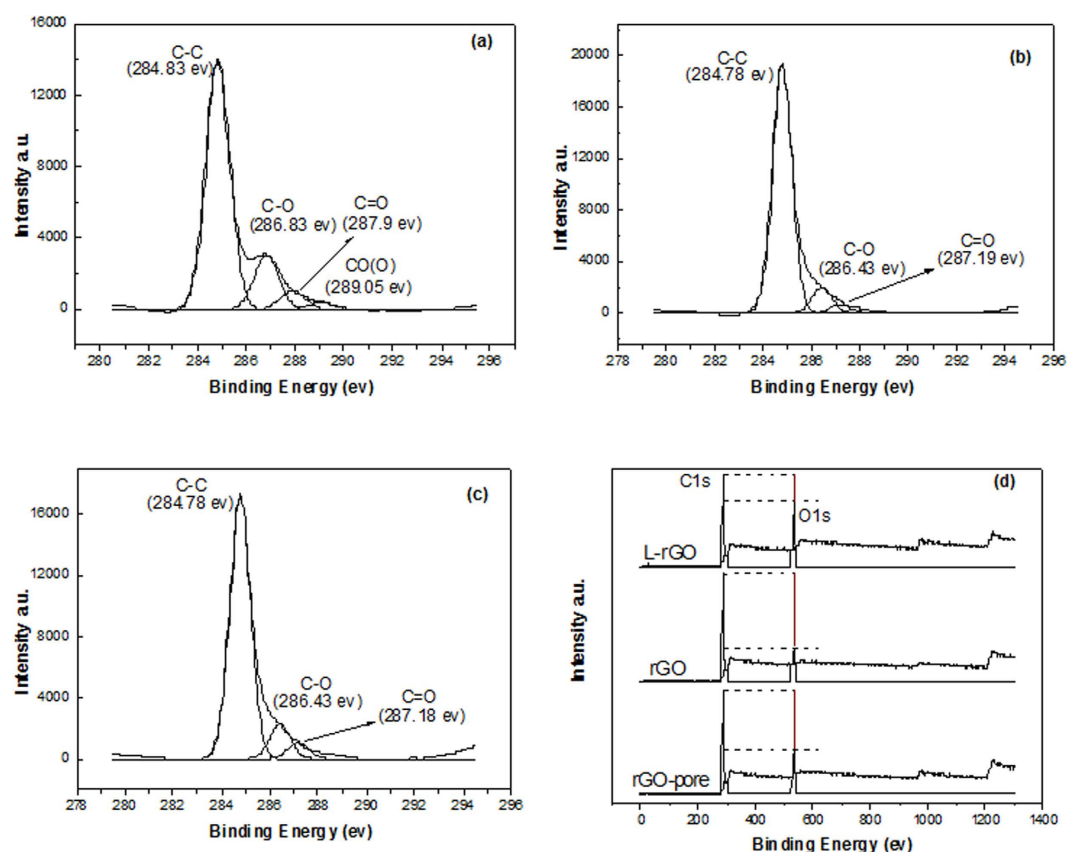 (a)
16000
12000
8000
4000
0
Intensity a.u.
C-C
(284.83 ev)
C-O
(286.83 ev)
C=O
(287.9 ev)
CO(O)
(289.05 ev)
280 282 284 286 288 290 292 294 296
Binding Energy (ev)
(b)
20000
16000
12000
8000
4000
0
Intensity a.u.
C-C
(284.78 ev)
C-O
(286.43 ev)
C=O
(287.19 ev)
278 280 282 284 286 288 290 292 294 296
Binding Energy (ev)
(c)
16000
12000
8000
4000
0
Intensity a.u.
C-C
(284.78 ev)
C-O
(286.43 ev)
C=O
(287.18 ev)
278 280 282 284 286 288 290 292 294 296
Binding Energy (ev)
(d)
Intensity a.u.
C1s
O1s
L-rGO
rGO
rGO-pore
0 200 400 600 800 1000 1200 1400
Binding Energy (ev)